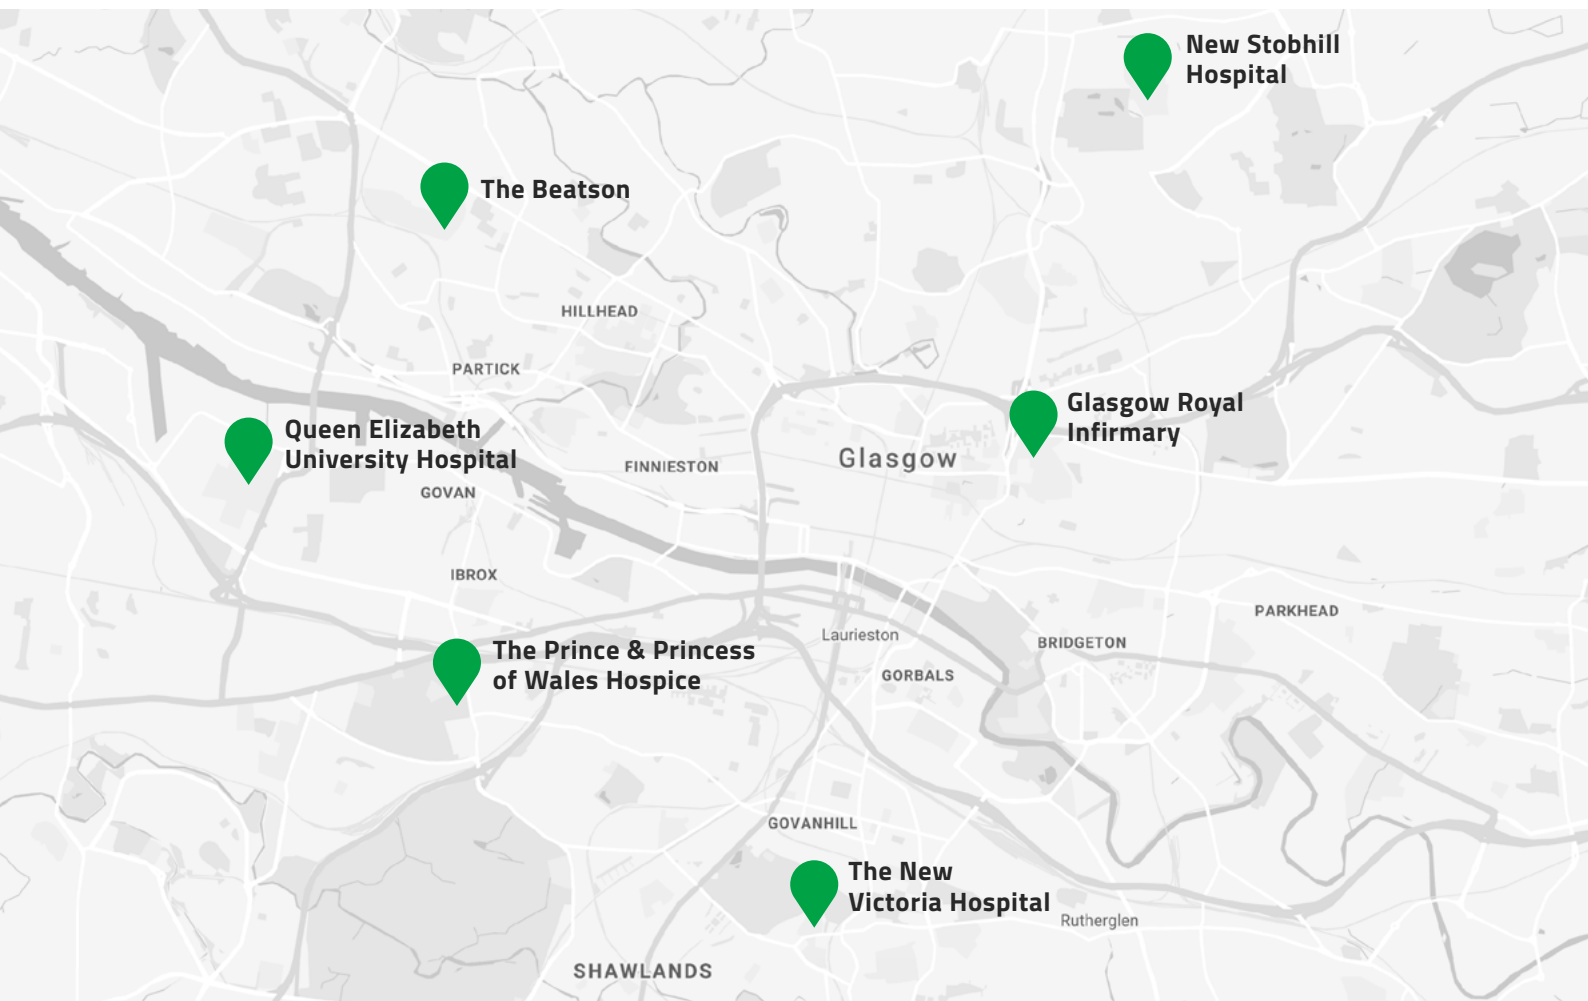 New Stobhill
Hospital
The Beatson
HILLHEAD
PARTICK
Glasgow Royal
Infirmary
Queen Elizabeth
University Hospital
Glasgow
FINNIESTON
GOVAN
IBROX
PARKHEAD
Laurieston
BRIDGETON
The Prince & Princess
of Wales Hospice
GORBALS
GOVANHILL
The New
Victoria Hospital
Rutherglen
SHAWLANDS